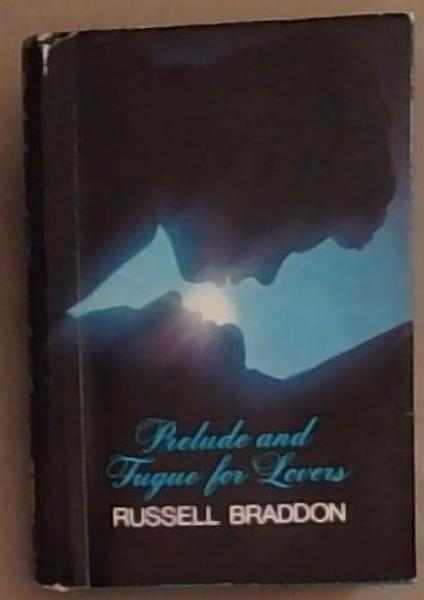 Prelude and
Fugue for Lovers
RUSSELL BRADDON